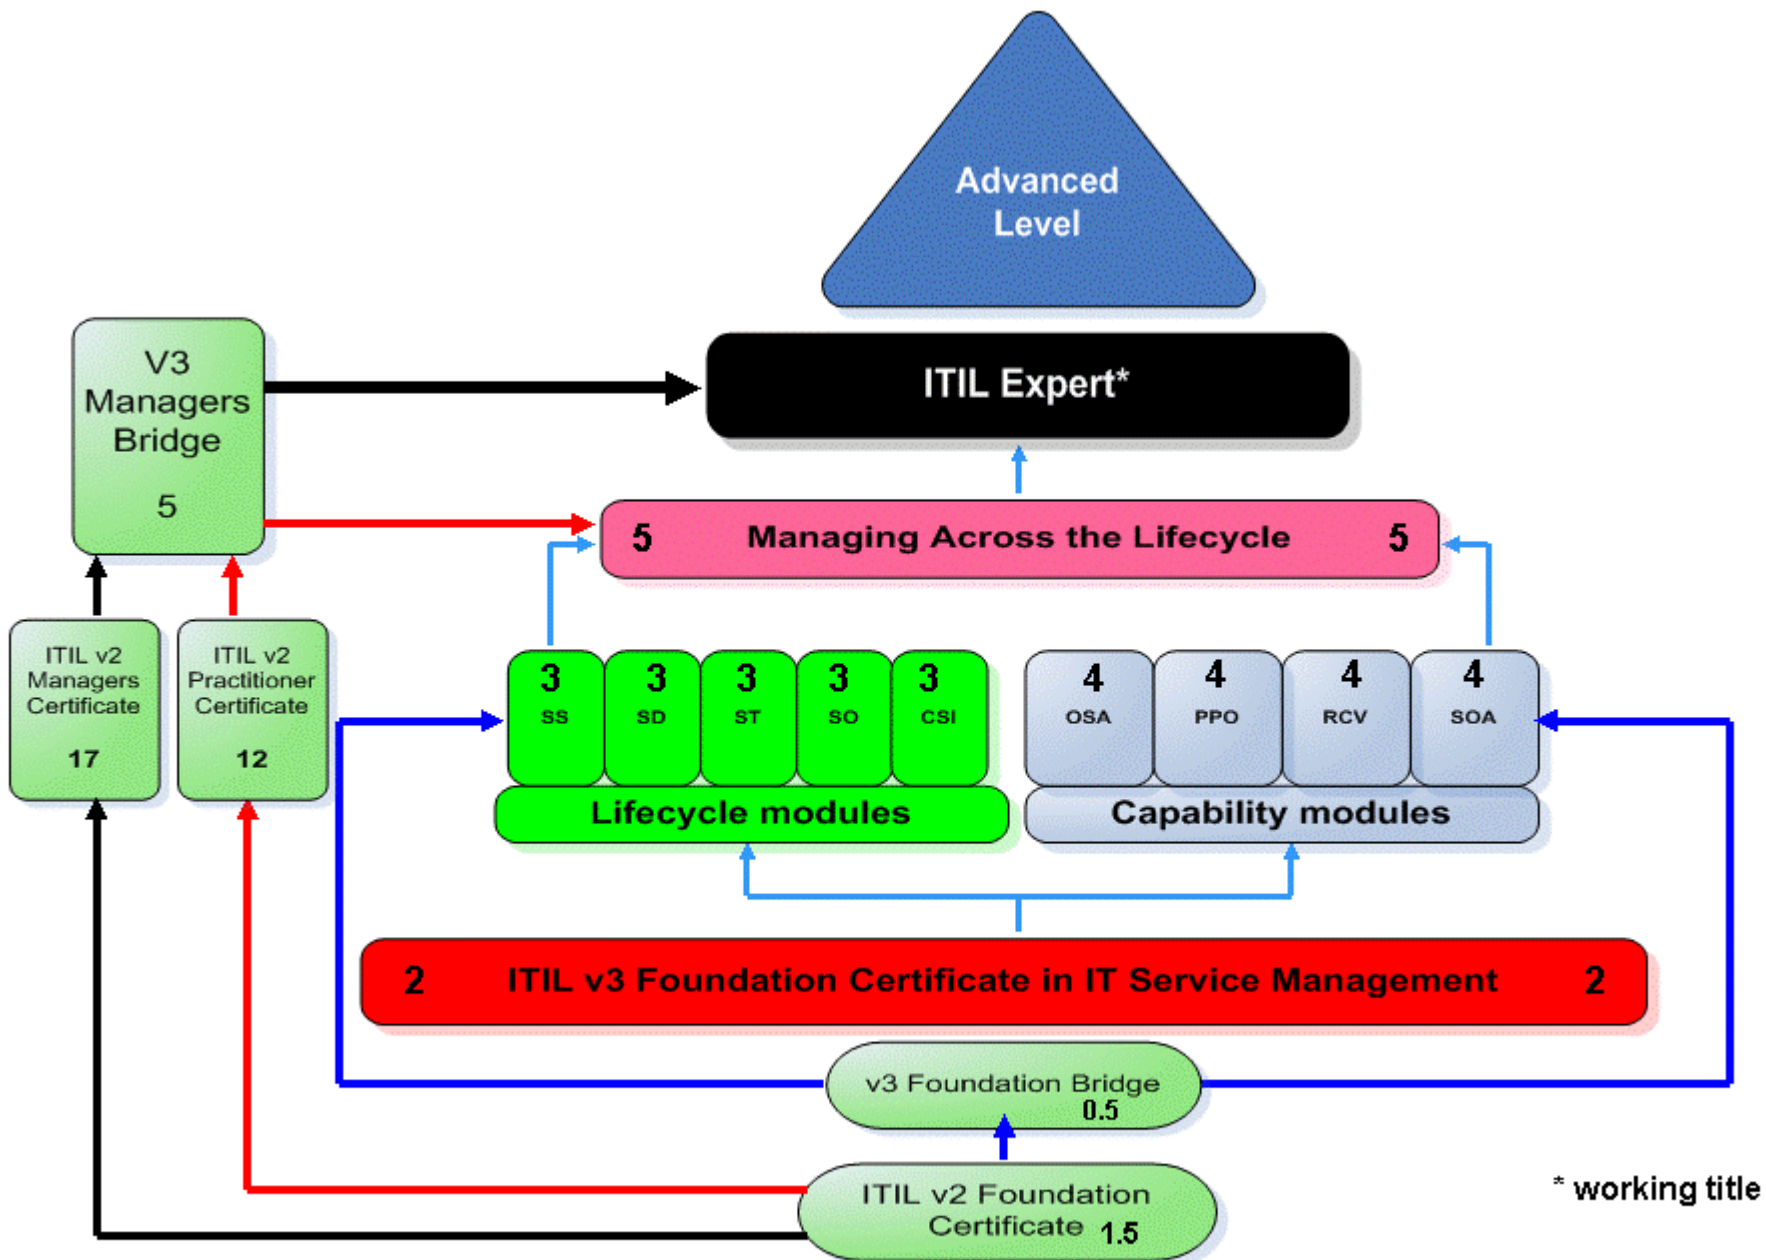 Advanced
Level
V3
Managers
Bridge
5
ITIL Expert*
5 Managing Across the Lifecycle 5
ITIL v2
Managers
Certificate
17
ITIL v2
Practitioner
Certificate
12
3 3 3 3 3
SS SD ST SO CSI
Lifecycle modules
4 4 4 4
OSA PPO RCV SOA
Capability modules
2 ITIL v3 Foundation Certificate in IT Service Management 2
v3 Foundation Bridge
0.5
ITIL v2 Foundation
Certificate 1.5
* working title